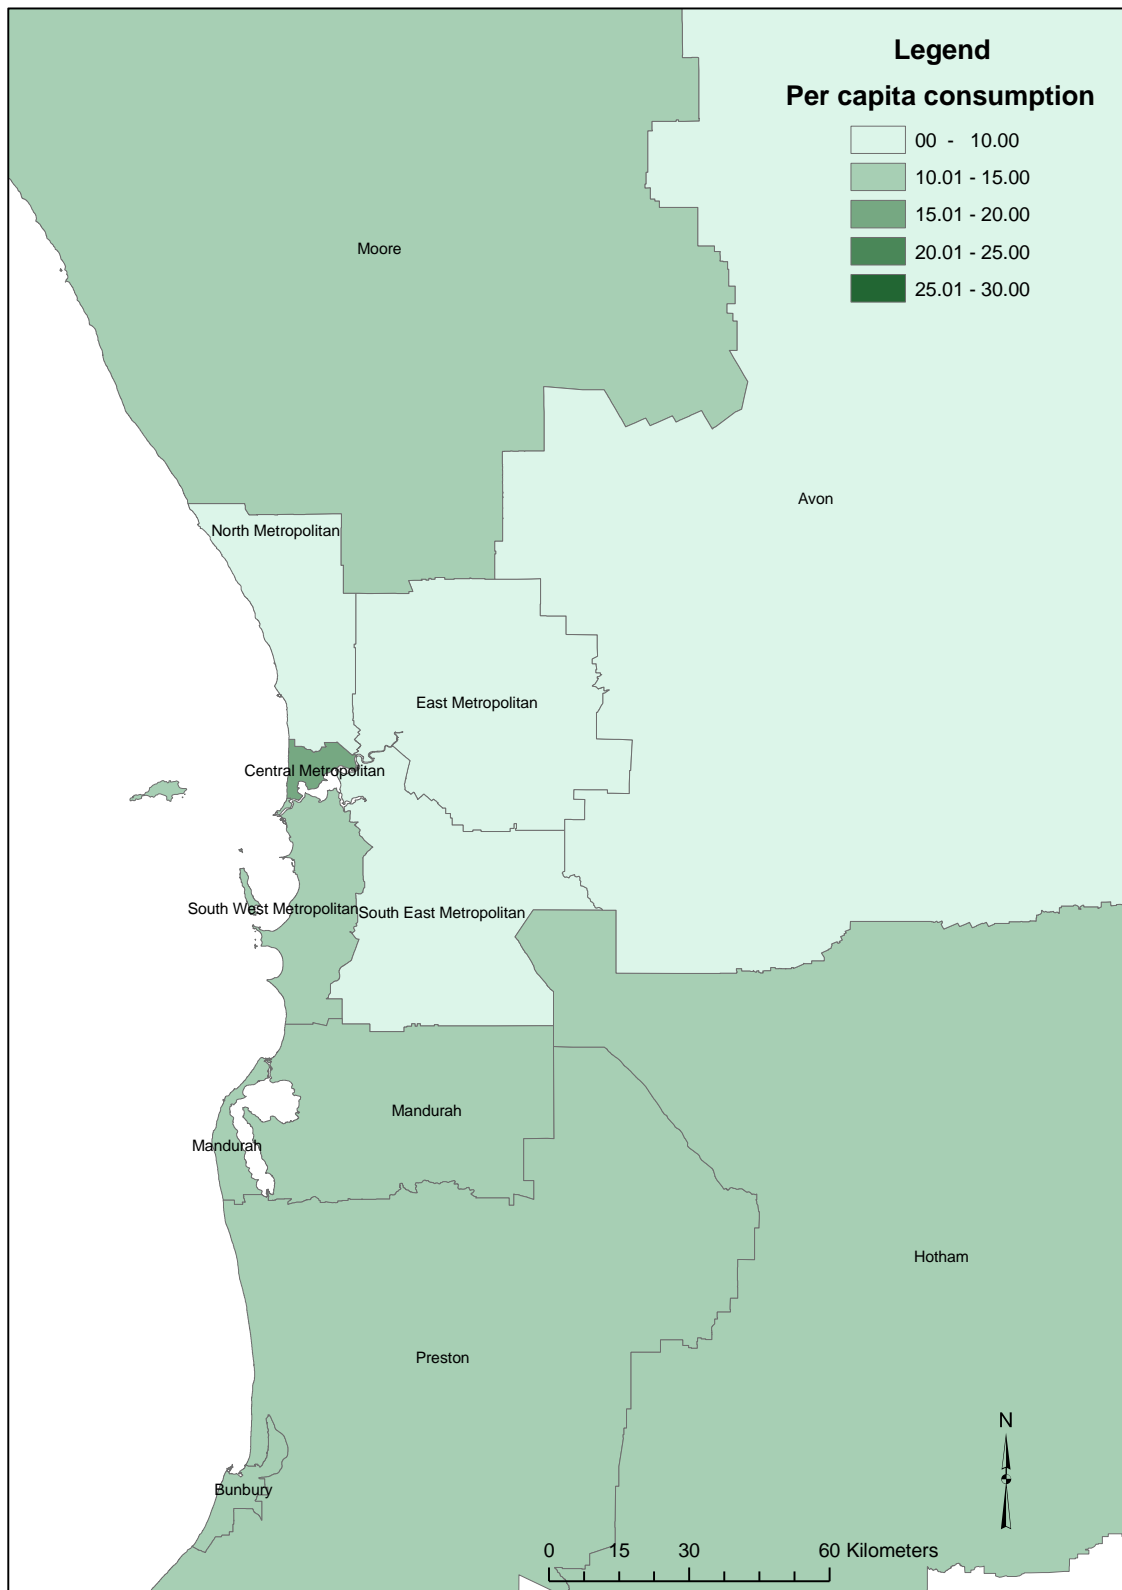 Legend
Per capita consumption
00 - 10.00
10.01 - 15.00
15.01 - 20.00
20.01 - 25.00
25.01 - 30.00
Moore
Avon
North Metropolitan
East Metropolitan
Central Metropolitan
South West Metropolitan
South East Metropolitan
Mandurah
Mandurah
Hotham
Preston
N
Bunbury
0 15 30 60 Kilometers